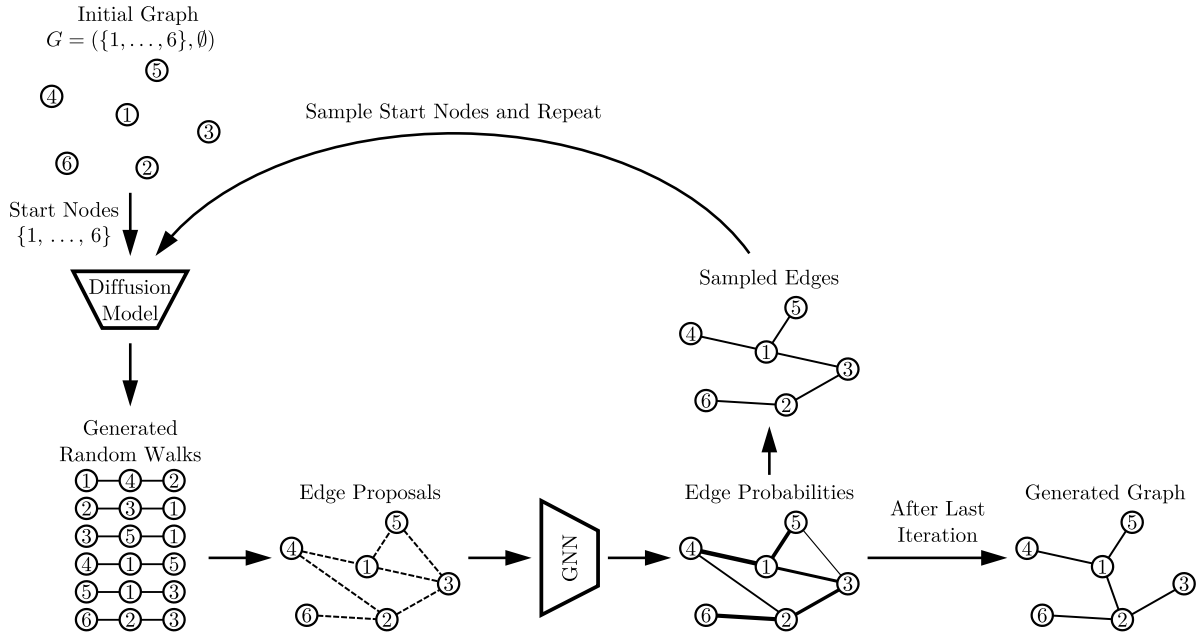 Initial Graph
G = ({1, . . . , 6}, ∅)
5
4
1
3
6
2
Start Nodes
{1, . . . , 6}
Sample Start Nodes and Repeat
Diffusion
Model
Generated
Random Walks
1 4 2
2 3 1
3 5 1
4 1 5
5 1 3
6 2 3
Edge Proposals
5
4
1
3
6
2
GNN
Sampled Edges
5
4
1
3
6
2
Edge Probabilities
5
4
1
3
6
2
After Last
Iteration
Generated Graph
5
4
1
3
6
2